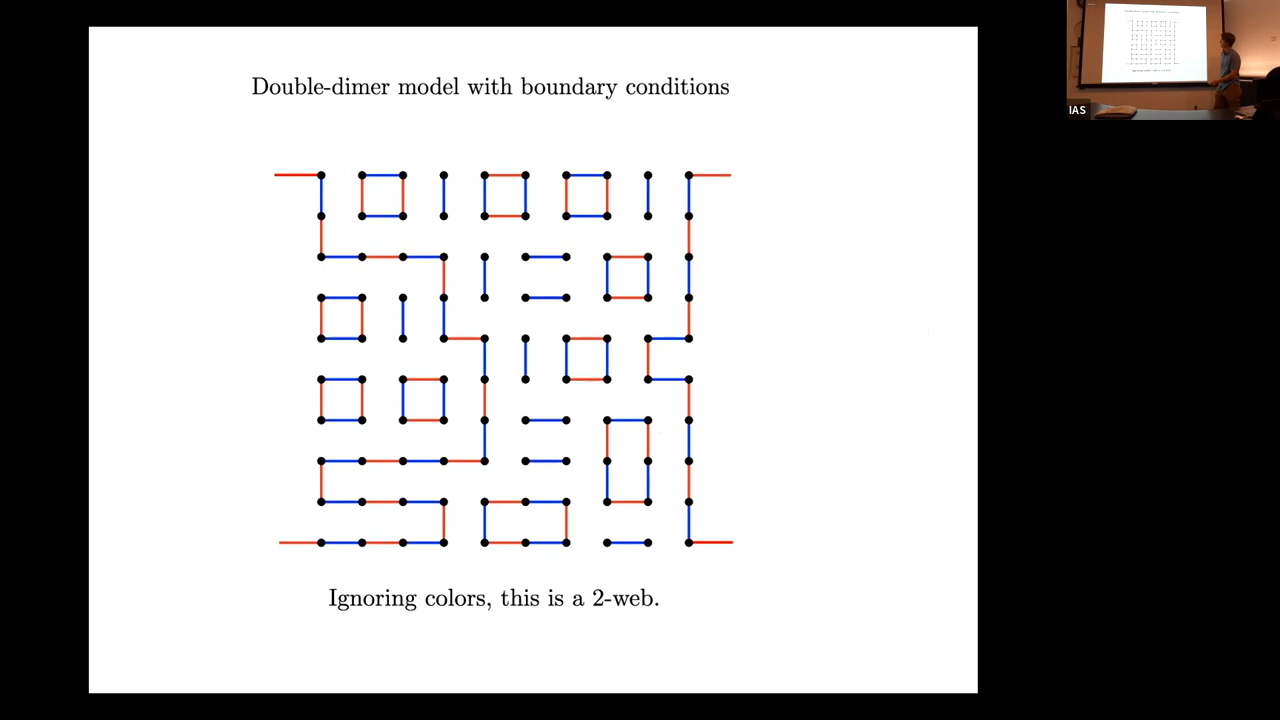 Double-dimer model with boundary conditions
IAS
Ignoring colors, this is a 2-web.